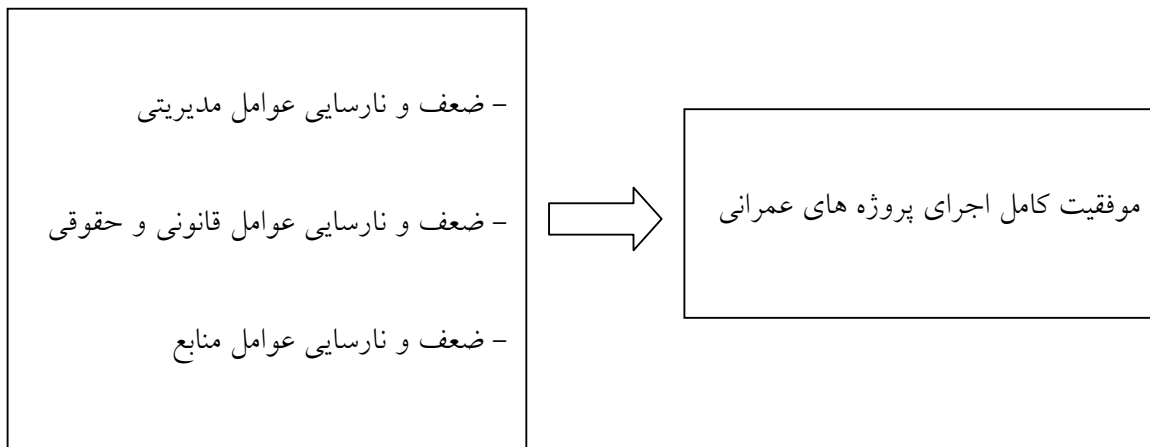 - ضعف و نارسایی عوامل مدیریتی
- ضعف و نارسایی عوامل قانونی و حقوقی
- ضعف و نارسایی عوامل منابع
موفقیت کامل اجرای پروژه های عمرانی